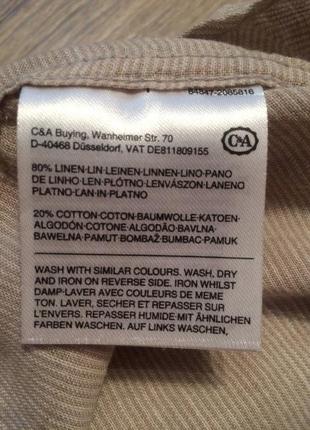 84847-2085816
C&A Buying, Wanheimer Str. 70
D-40468 Düsseldorf, VAT DE811809155
C&A
80% LINEN·LIN·LEINEN·LINNEN·LINO·PANO
DE LINHO·LEN·PLÓTNO·LENVÁSZON·LANENO
PLATNO·ĽAN·IN·PLATNO
20% COTTON·COTON·BAUMWOLLE·KATOEN·
ALGODÓN·COTONE·ALGODÃO·BAVLNA·
BAWEŁNA·PAMUT·BOMBAŽ·BUMBAC·PAMUK
WASH WITH SIMILAR COLOURS. WASH, DRY
AND IRON ON REVERSE SIDE. IRON WHILST
DAMP·LAVER AVEC COULEURS DE MEME
TON. LAVER, SECHER ET REPASSER SUR
L'ENVERS. REPASSER HUMIDE·MIT ÄHNLICHEN
FARBEN WASCHEN. AUF LINKS WASCHEN,